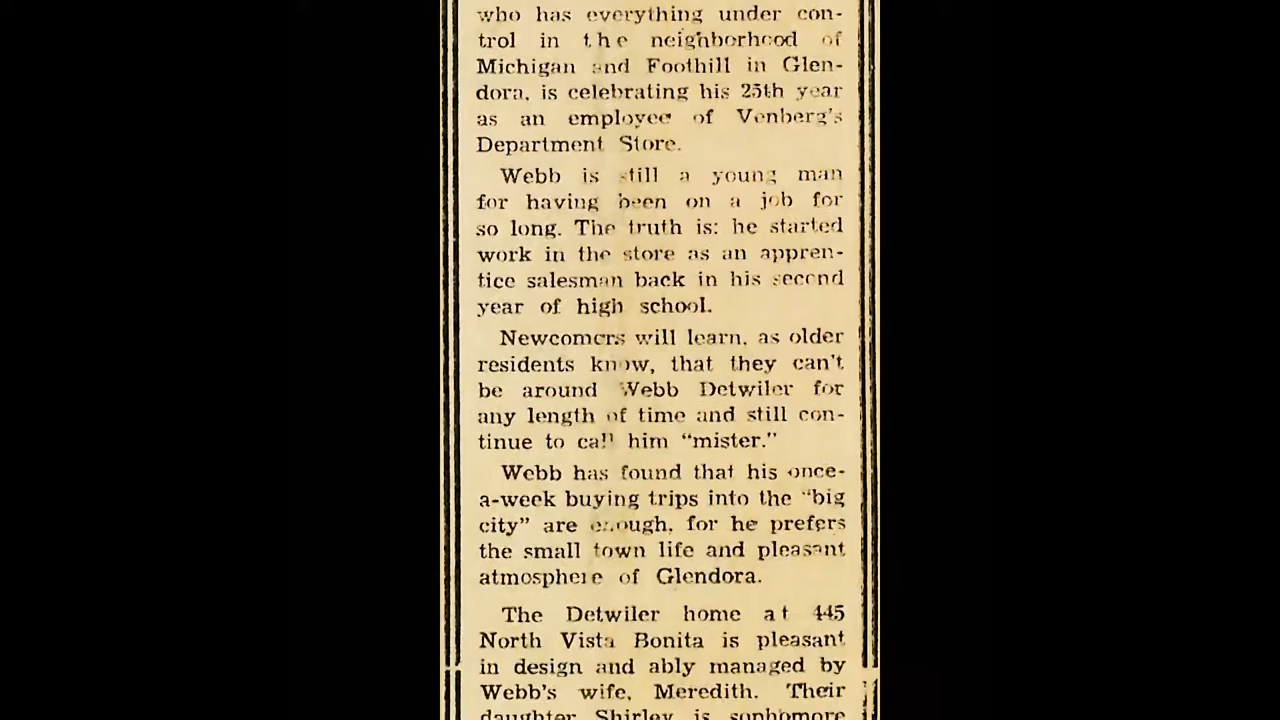 who has everything under con-
trol in the neighborhood of
Michigan and Foothill in Glen-
dora, is celebrating his 25th year
as an employee of Venberg's
Department Store.
Webb is still a young man
for having been on a job for
so long. The truth is: he started
work in the store as an appren-
tice salesman back in his second
year of high school.
Newcomers will learn, as older
residents know, that they can't
be around Webb Detwiler for
any length of time and still con-
tinue to call him "mister."
Webb has found that his once-
a-week buying trips into the "big
city" are enough, for he prefers
the small town life and pleasant
atmosphere of Glendora.
The Detwiler home at 445
North Vista Bonita is pleasant
in design and ably managed by
Webb's wife, Meredith. Their
daughter Shirley is sophomore